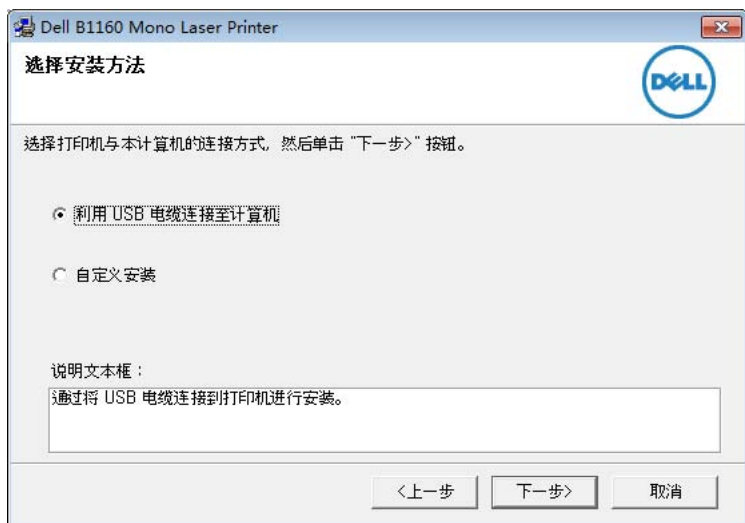 Dell B1160 Mono Laser Printer
选择安装方法
DELL
选择打印机与本计算机的连接方式，然后单击 "下一步>" 按钮。
利用 USB 电缆连接至计算机
自定义安装
说明文本框：
通过将 USB 电缆连接到打印机进行安装。
<上一步
下一步>
取消